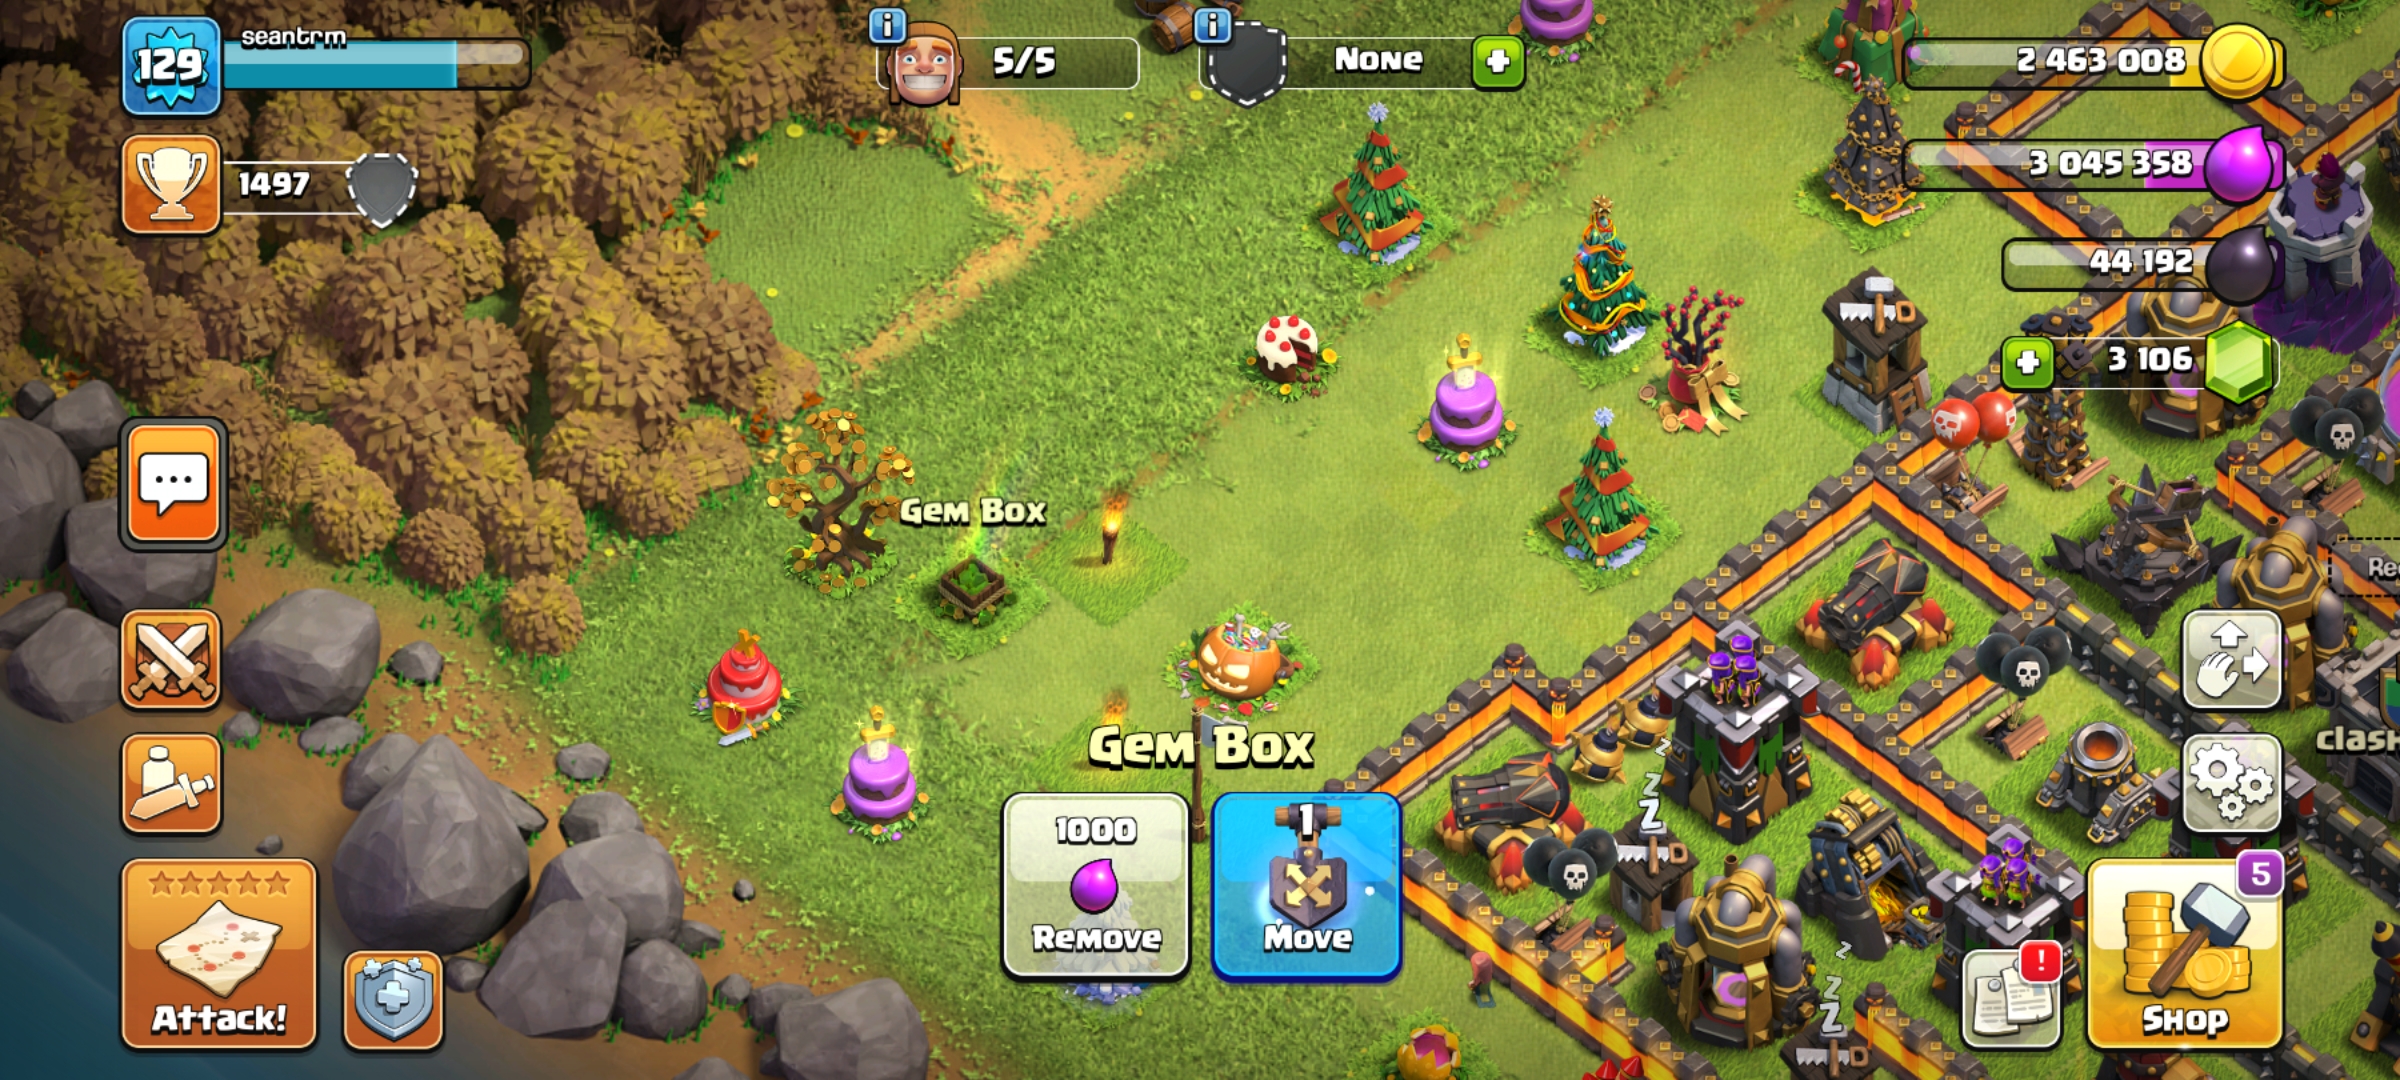 129
seantrm
5/5
None
2 463 008
1497
3 045 358
44 192
3 106
Gem Box
Gem Box
1000
Remove
1
Move
Attack!
5
!
Shop
z
z
Z
z
z
Z